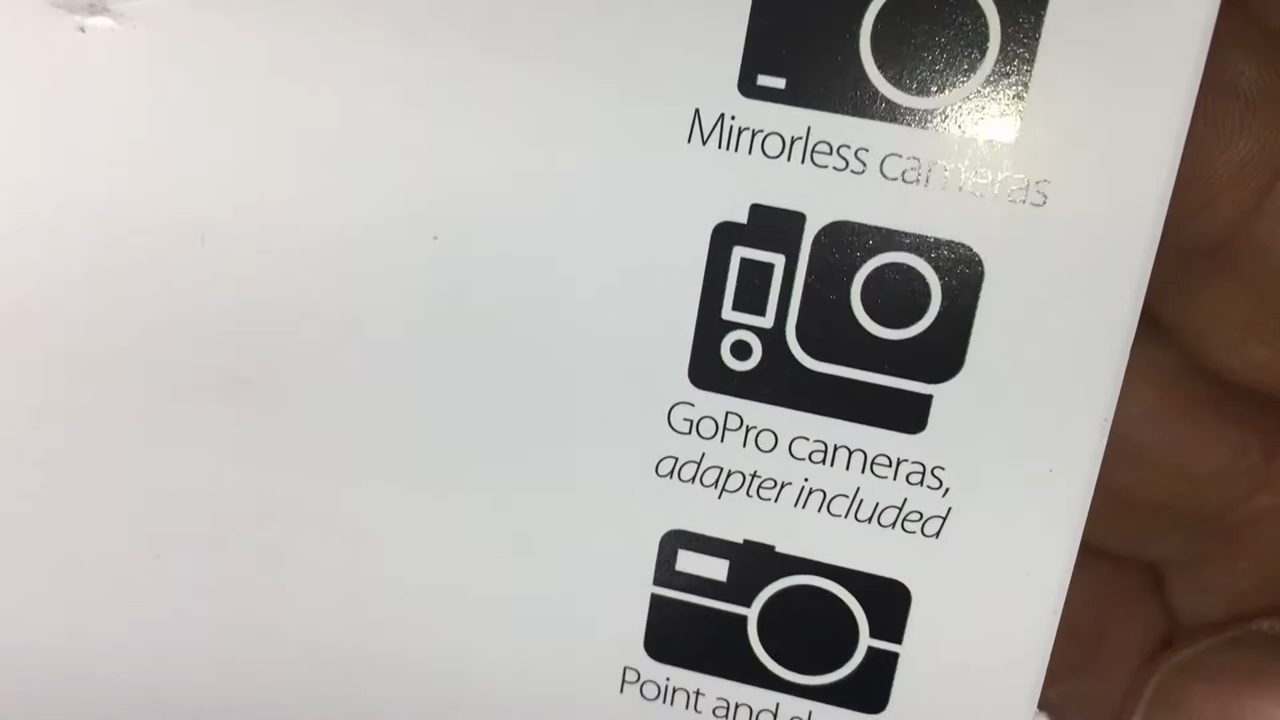 Mirrorless cameras
GoPro cameras,
adapter included
Point and